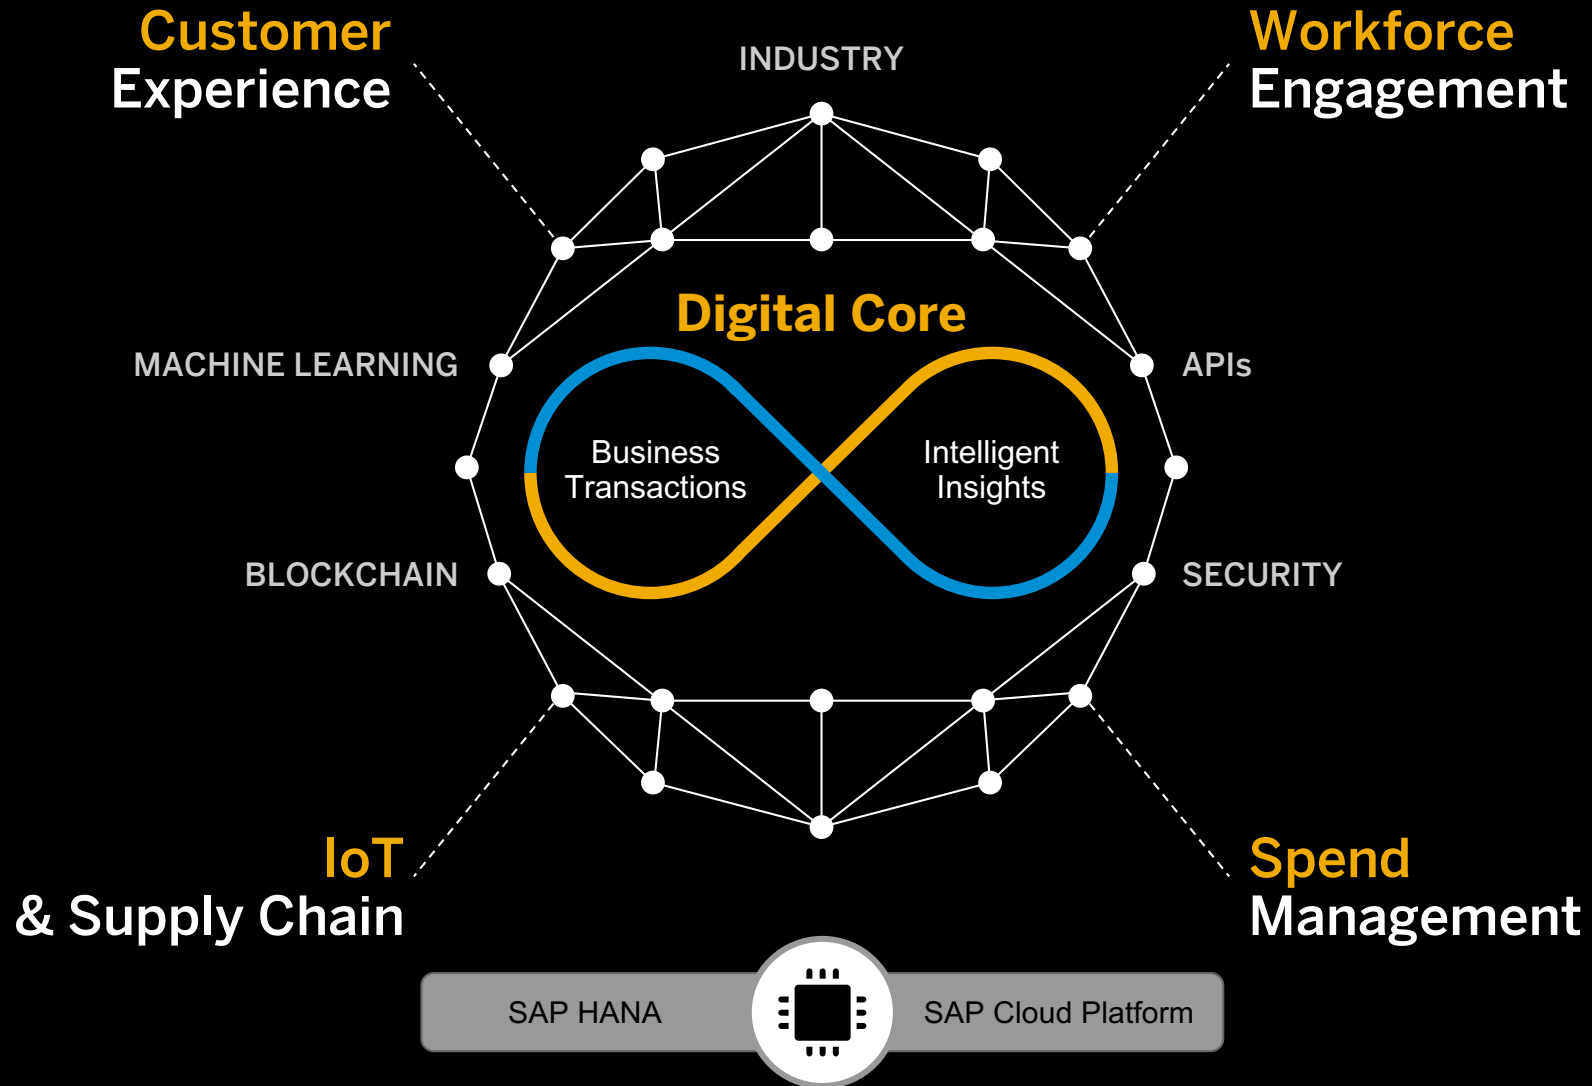 Customer
Experience
INDUSTRY
Workforce
Engagement
Digital Core
MACHINE LEARNING
APIs
Business
Transactions
Intelligent
Insights
BLOCKCHAIN
SECURITY
IoT
& Supply Chain
Spend
Management
SAP HANA
SAP Cloud Platform